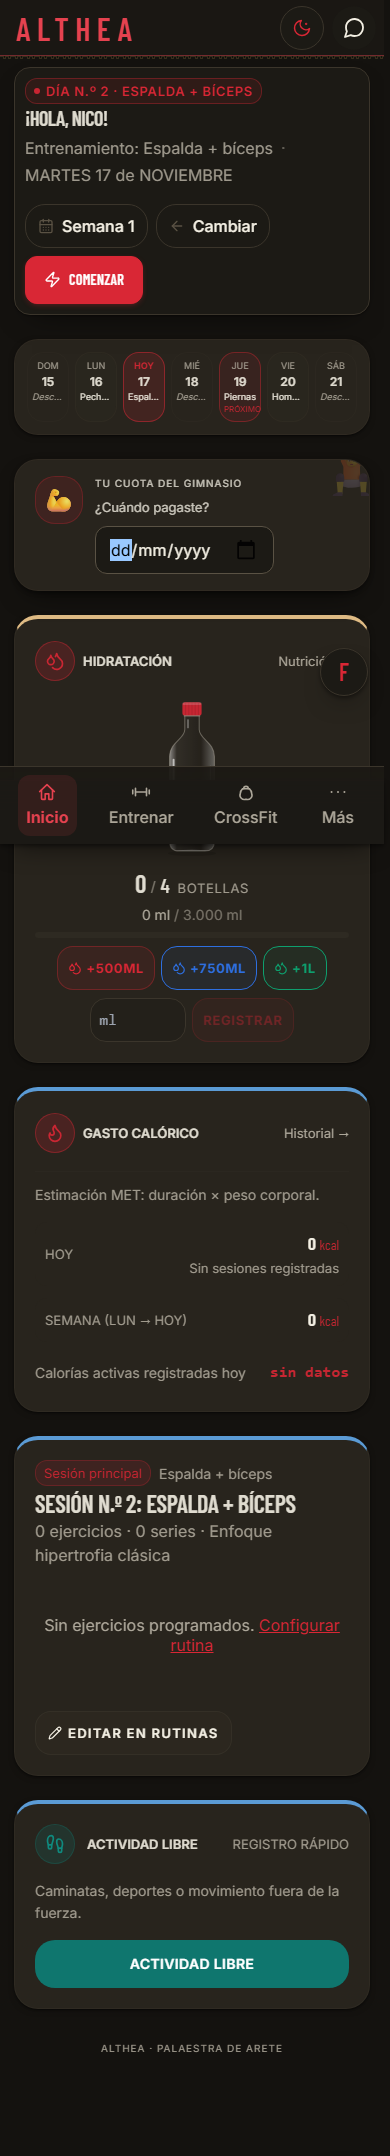 ALTHEA
DÍA N.º 2 · ESPALDA + BÍCEPS
¡HOLA, NICO!
Entrenamiento: Espalda + bíceps ·
MARTES 17 de NOVIEMBRE
Semana 1 Cambiar
COMENZAR
DOM LUN HOY MIÉ JUE VIE SÁB
15 16 17 18 19 20 21
Desc... Pech... Espal... Desc... Piernas Hom... Desc...
PRÓXIMO
TU CUOTA DEL GIMNASIO
¿Cuándo pagaste?
dd/mm/yyyy
HIDRATACIÓN
F
Inicio Entrenar CrossFit Más
0 / 4 BOTELLAS
0 ml / 3.000 ml
+500ML +750ML +1L
ml REGISTRAR
GASTO CALÓRICO Historial →
Estimación MET: duración × peso corporal.
HOY 0 kcal
Sin sesiones registradas
SEMANA (LUN → HOY) 0 kcal
Calorías activas registradas hoy sin datos
Sesión principal Espalda + bíceps
SESIÓN N.º 2: ESPALDA + BÍCEPS
0 ejercicios · 0 series · Enfoque
hipertrofia clásica
Sin ejercicios programados. Configurar
rutina
EDITAR EN RUTINAS
ACTIVIDAD LIBRE REGISTRO RÁPIDO
Caminatas, deportes o movimiento fuera de la
fuerza.
ACTIVIDAD LIBRE
ALTHEA · PALAESTRA DE ARETE